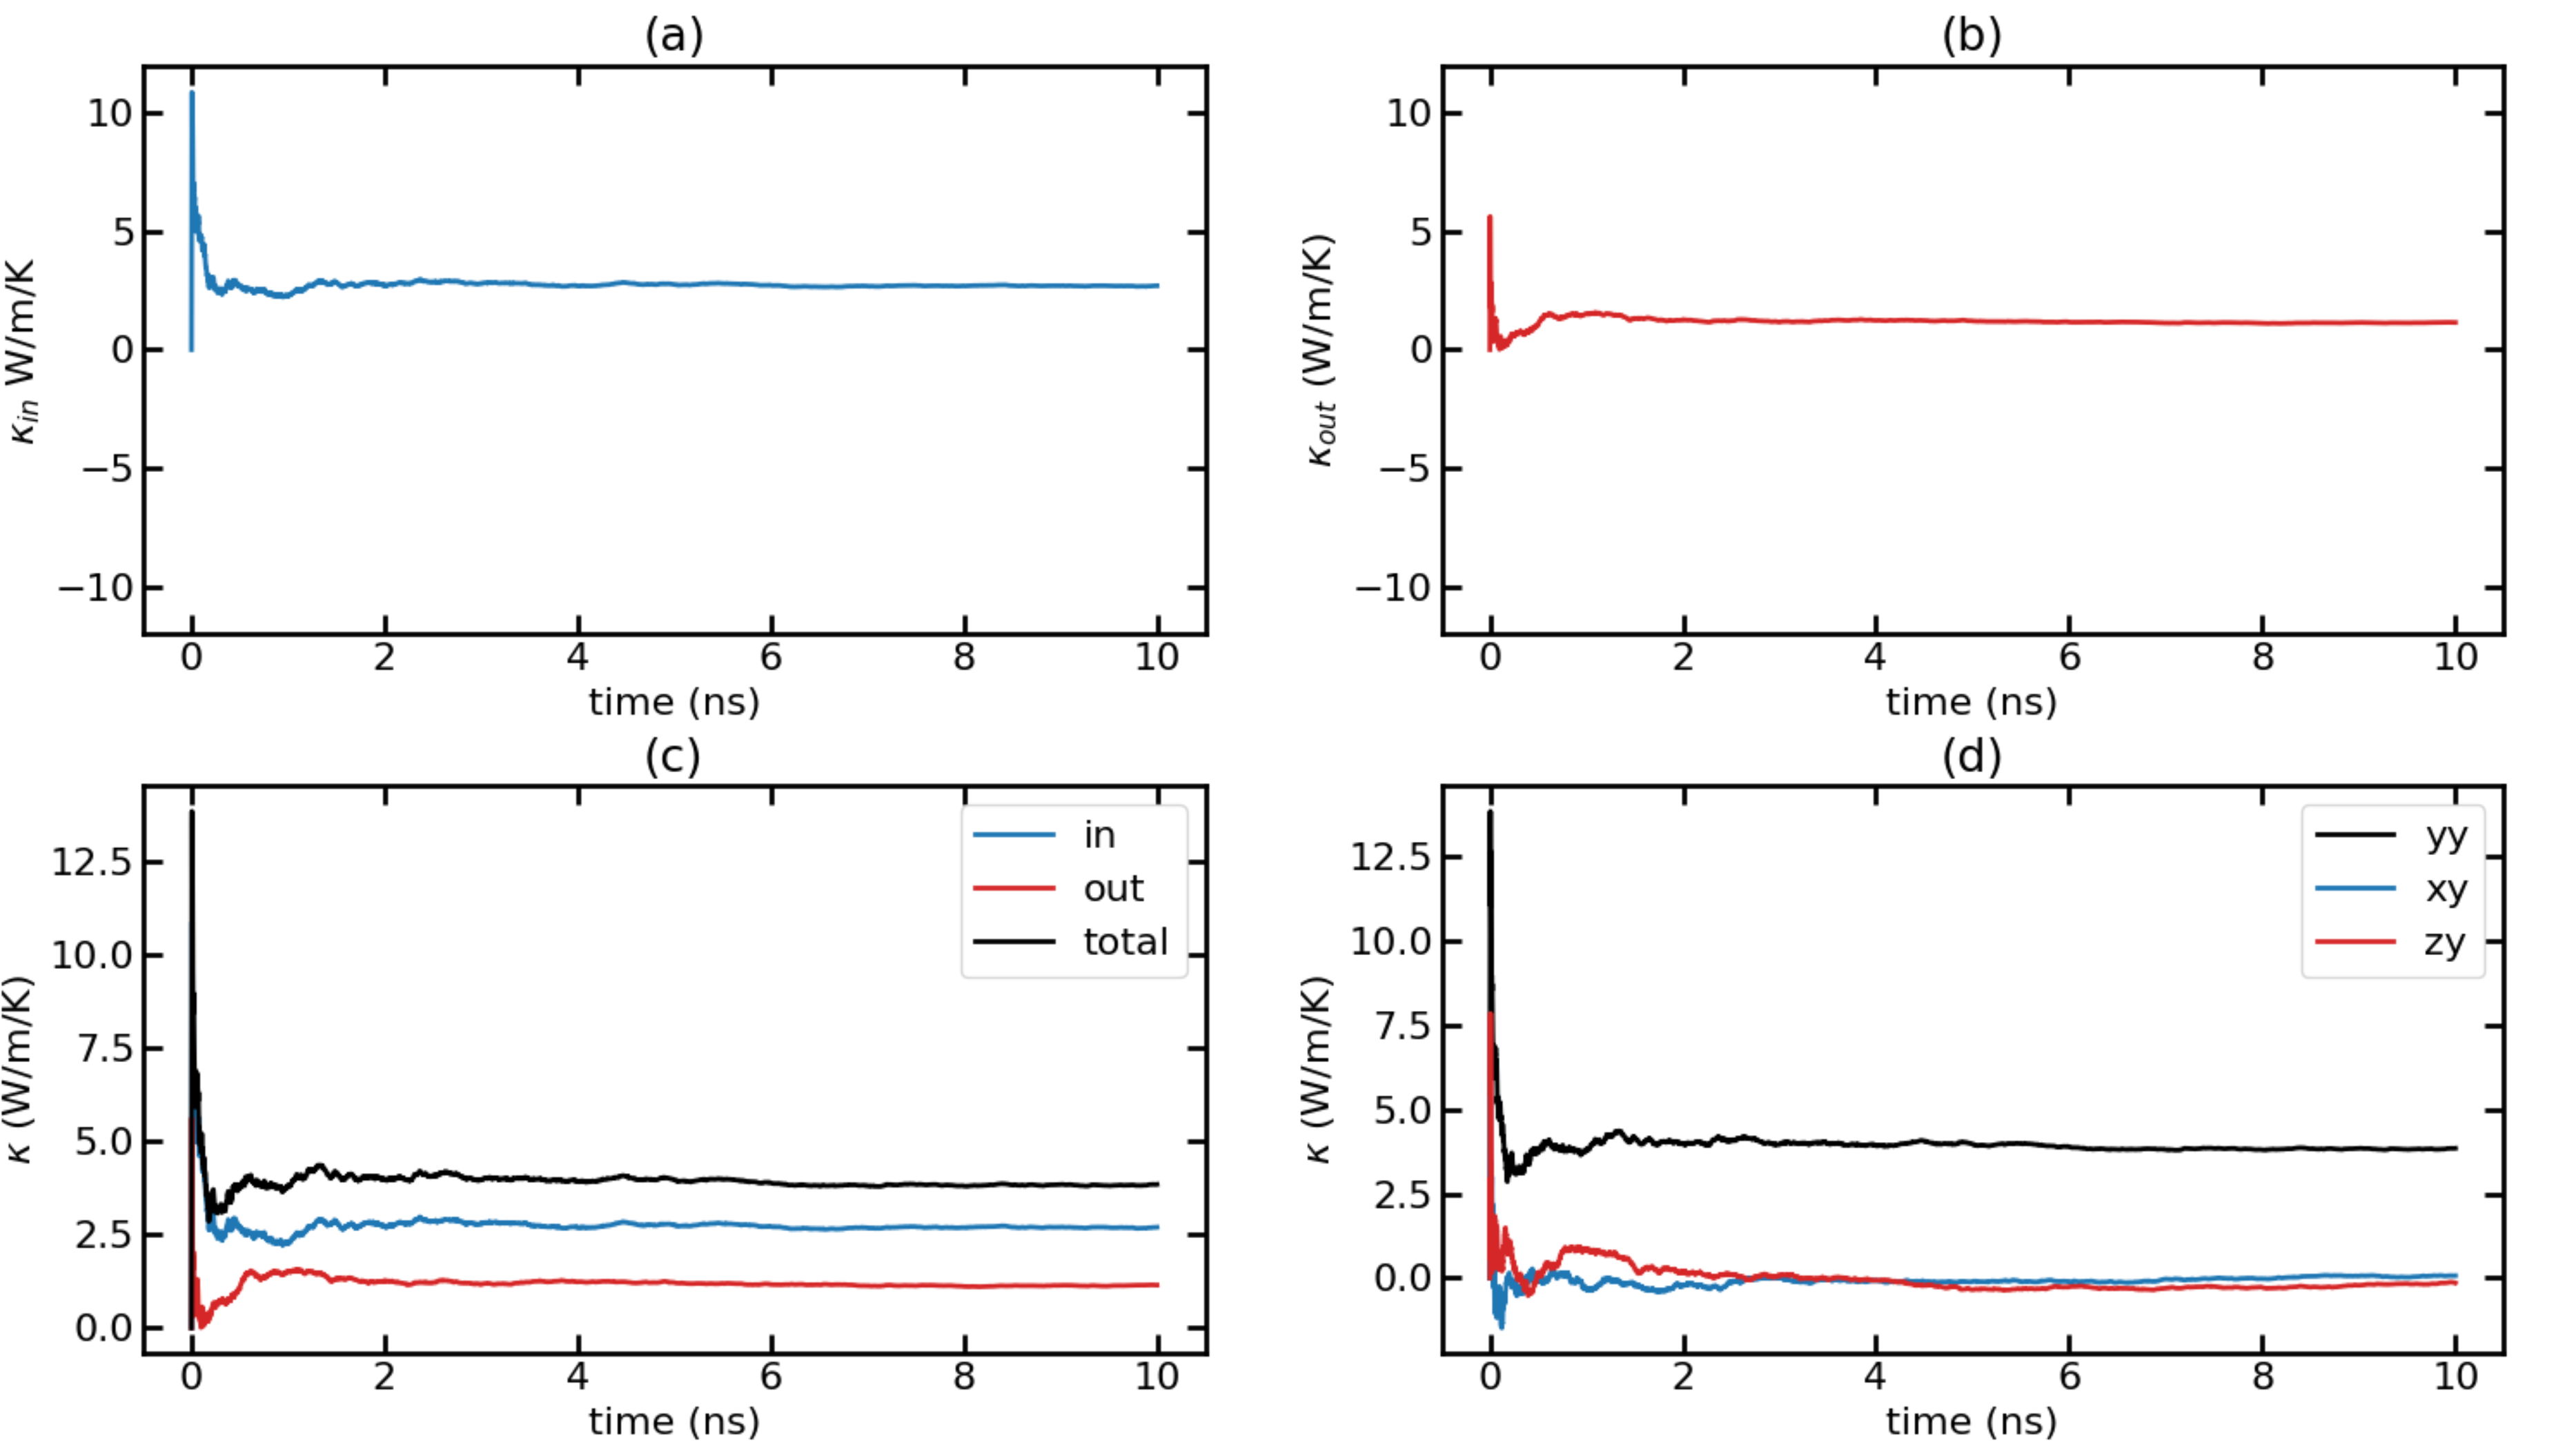 (a)
10
5
0
−5
−10
κin W/m/K
0 2 4 6 8 10
time (ns)
(b)
10
5
0
−5
−10
κout (W/m/K)
0 2 4 6 8 10
time (ns)
(c)
12.5
10.0
7.5
5.0
2.5
0.0
κ (W/m/K)
in
out
total
0 2 4 6 8 10
time (ns)
(d)
12.5
10.0
7.5
5.0
2.5
0.0
κ (W/m/K)
yy
xy
zy
0 2 4 6 8 10
time (ns)